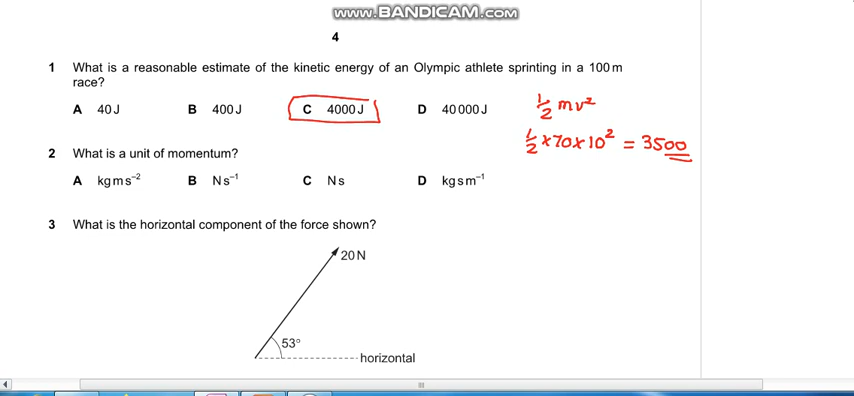 www.BANDICAM.com
4
1 What is a reasonable estimate of the kinetic energy of an Olympic athlete sprinting in a 100 m
race?
A 40 J B 400 J C 4000 J D 40 000 J
½ mv²
½ × 70 × 10² = 3500
2 What is a unit of momentum?
A kg m s⁻² B N s⁻¹ C N s D kg s m⁻¹
3 What is the horizontal component of the force shown?
20 N
53°
horizontal